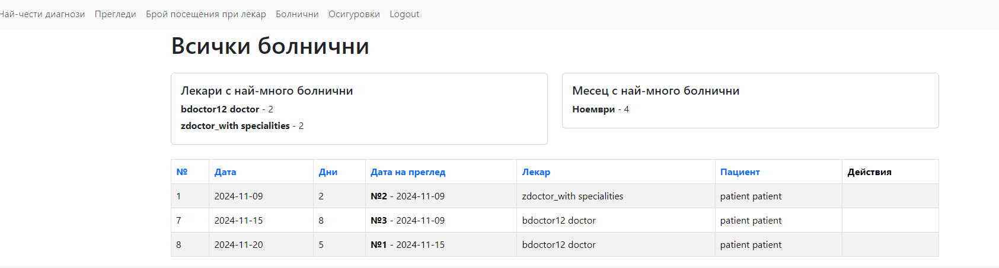 Най-чести диагнози Прегледи Брой посещения при лекар Болнични Осигуровки Logout
Всички болнични
Лекари с най-много болнични
bdoctor12 doctor - 2
zdoctor_with specialities - 2
Месец с най-много болнични
Ноември - 4
№ Дата Дни Дата на преглед Лекар Пациент Действия
1 2024-11-09 2 №2 - 2024-11-09 zdoctor_with specialities patient patient
7 2024-11-15 8 №3 - 2024-11-09 bdoctor12 doctor patient patient
8 2024-11-20 5 №1 - 2024-11-15 bdoctor12 doctor patient patient